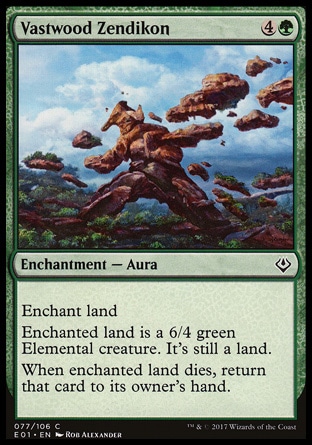 Vastwood Zendikon 4
Enchantment — Aura
Enchant land
Enchanted land is a 6/4 green
Elemental creature. It's still a land.
When enchanted land dies, return
that card to its owner's hand.
077/106 C
E01 • EN Rob Alexander
™ & © 2017 Wizards of the Coast